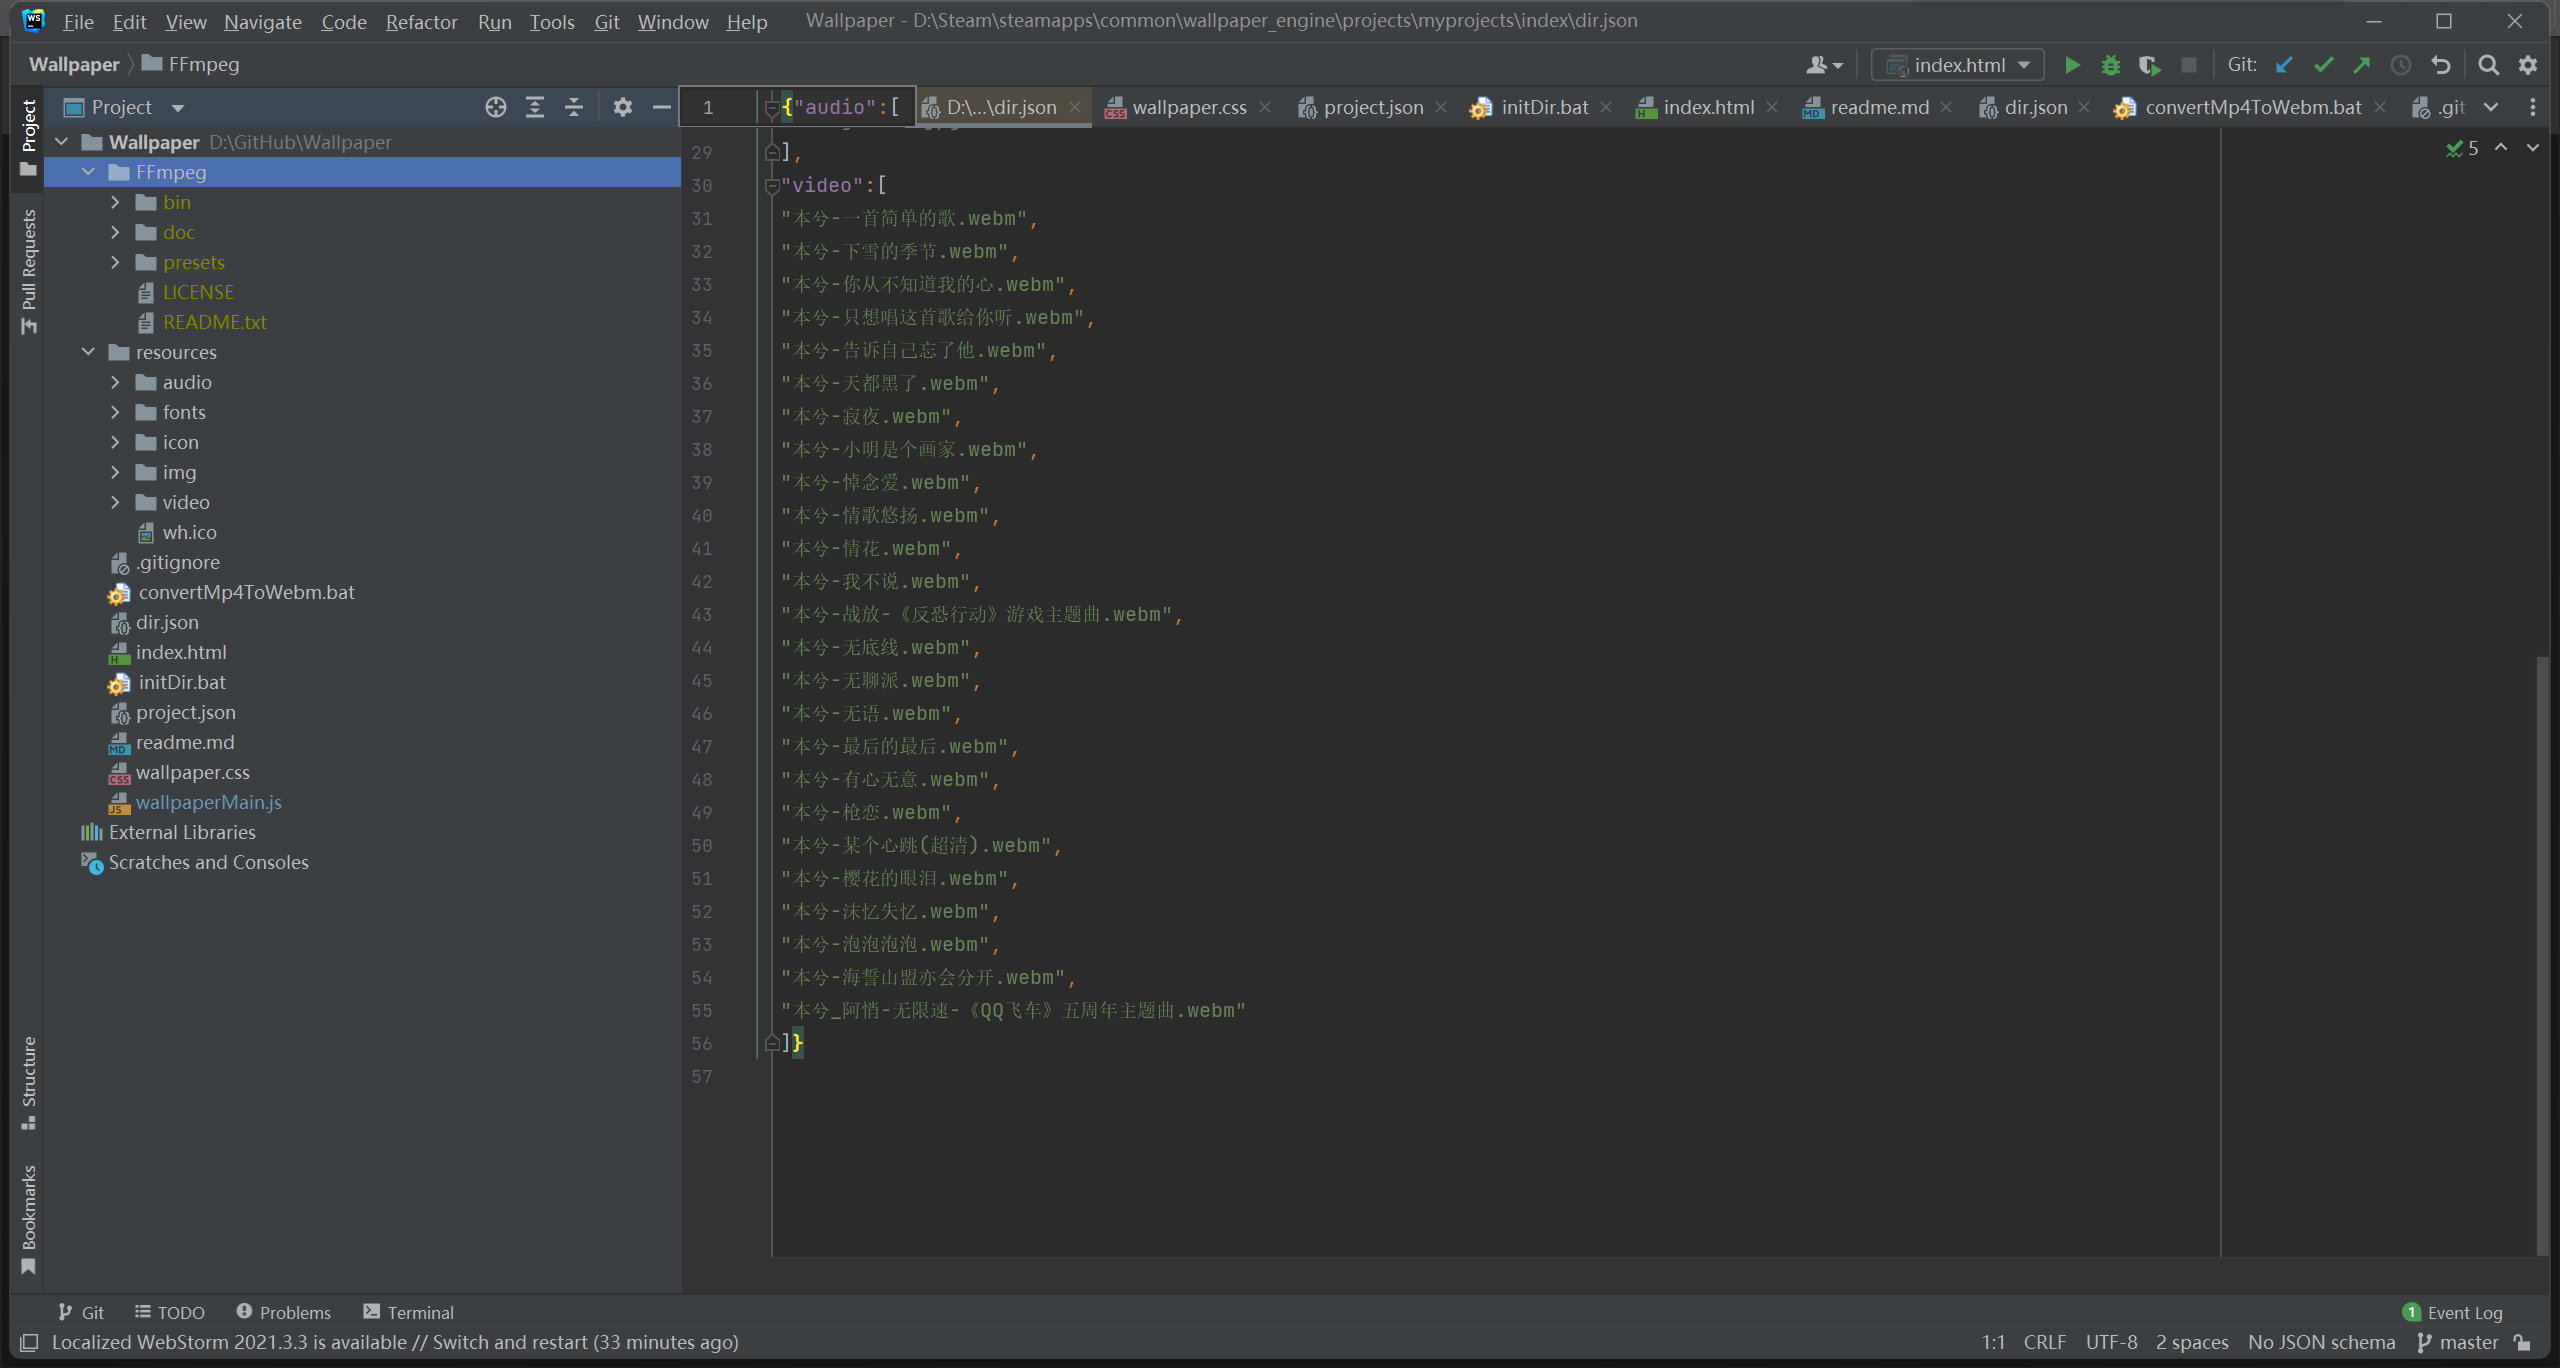 File Edit View Navigate Code Refactor Run Tools Git Window Help Wallpaper - D:\Steam\steamapps\common\wallpaper_engine\projects\myprojects\index\dir.json
Wallpaper FFmpeg index.html Git:
Project
1 {"audio":[ D:\...\dir.json wallpaper.css project.json initDir.bat index.html readme.md dir.json convertMp4ToWebm.bat .git
Project
Pull Requests
Structure
Bookmarks
Wallpaper D:\GitHub\Wallpaper
FFmpeg
bin
doc
presets
LICENSE
README.txt
resources
audio
fonts
icon
img
video
wh.ico
.gitignore
convertMp4ToWebm.bat
dir.json
index.html
initDir.bat
project.json
readme.md
wallpaper.css
wallpaperMain.js
External Libraries
Scratches and Consoles
5
29 ],
30 "video":[
31 "本兮-一首简单的歌.webm",
32 "本兮-下雪的季节.webm",
33 "本兮-你从不知道我的心.webm",
34 "本兮-只想唱这首歌给你听.webm",
35 "本兮-告诉自己忘了他.webm",
36 "本兮-天都黑了.webm",
37 "本兮-寂夜.webm",
38 "本兮-小明是个画家.webm",
39 "本兮-悼念爱.webm",
40 "本兮-情歌悠扬.webm",
41 "本兮-情花.webm",
42 "本兮-我不说.webm",
43 "本兮-战放-《反恐行动》游戏主题曲.webm",
44 "本兮-无底线.webm",
45 "本兮-无聊派.webm",
46 "本兮-无语.webm",
47 "本兮-最后的最后.webm",
48 "本兮-有心无意.webm",
49 "本兮-枪恋.webm",
50 "本兮-某个心跳(超清).webm",
51 "本兮-樱花的眼泪.webm",
52 "本兮-沫忆失忆.webm",
53 "本兮-泡泡泡泡.webm",
54 "本兮-海誓山盟亦会分开.webm",
55 "本兮_阿悄-无限速-《QQ飞车》五周年主题曲.webm"
56 ]}
57
Git TODO Problems Terminal 1 Event Log
Localized WebStorm 2021.3.3 is available // Switch and restart (33 minutes ago) 1:1 CRLF UTF-8 2 spaces No JSON schema master